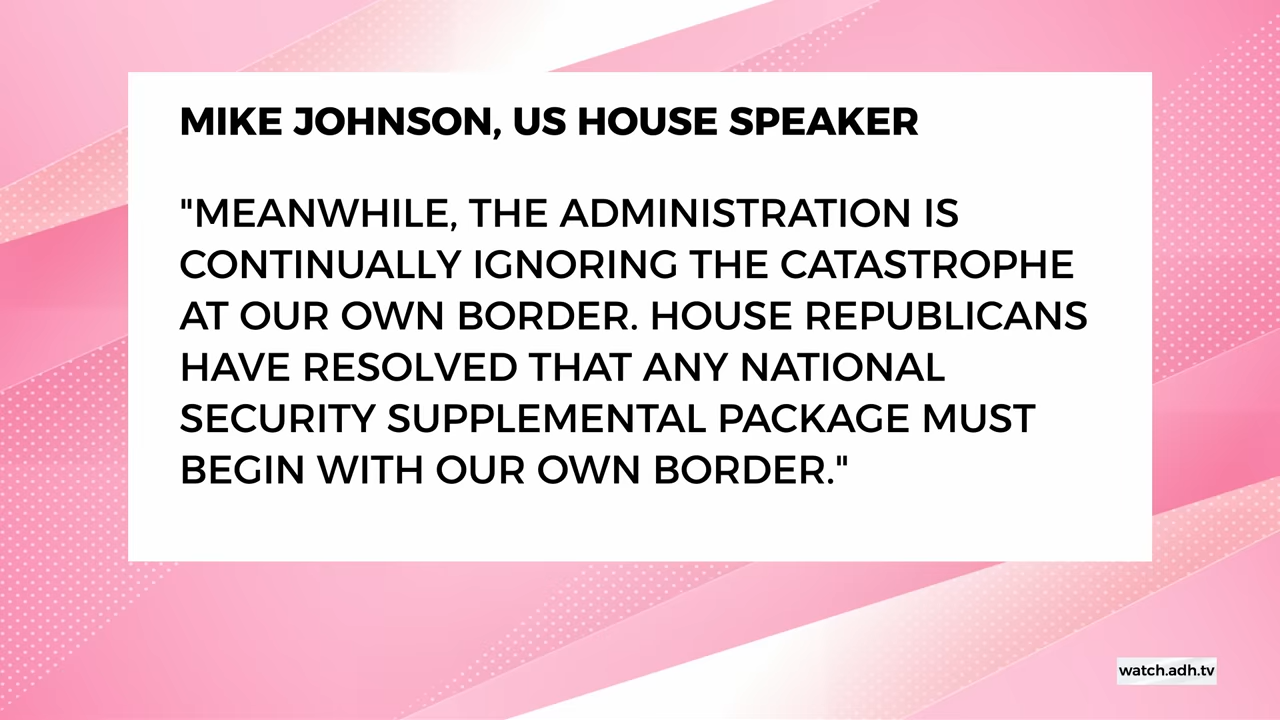 MIKE JOHNSON, US HOUSE SPEAKER
"MEANWHILE, THE ADMINISTRATION IS
CONTINUALLY IGNORING THE CATASTROPHE
AT OUR OWN BORDER. HOUSE REPUBLICANS
HAVE RESOLVED THAT ANY NATIONAL
SECURITY SUPPLEMENTAL PACKAGE MUST
BEGIN WITH OUR OWN BORDER."
watch.adh.tv